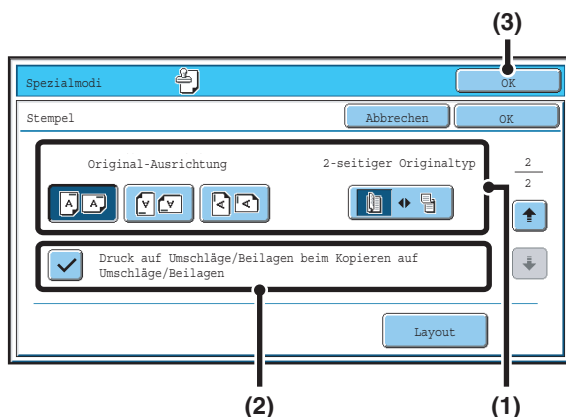 (3)
Spezialmodi
OK
Stempel
Abbrechen
OK
Original-Ausrichtung
2-seitiger Originaltyp
2
2
A A
A A
A A
Druck auf Umschläge/Beilagen beim Kopieren auf
Umschläge/Beilagen
Layout
(2)
(1)